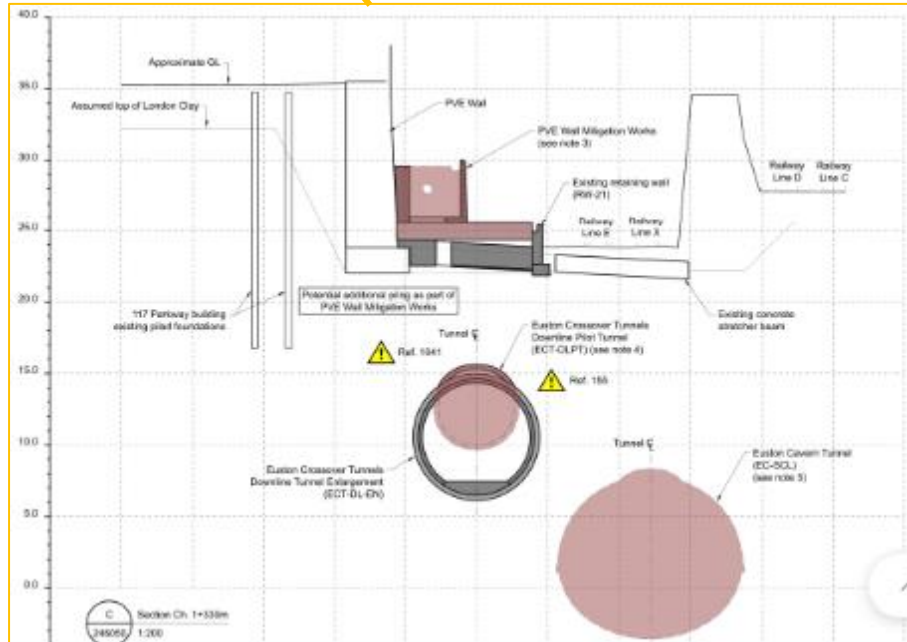 40.0
Approximate GL
35.0
Assumed top of London Clay
PVE Wall
PVE Wall Mitigation Works
(see note 3)
30.0
Railway
Line D
Railway
Line C
Existing retaining wall
(RW-21)
25.0
Railway
Line E
Railway
Line X
20.0
117 Parkway building
existing piled foundations
Potential additional piling as part of
PVE Wall Mitigation Works
Existing concrete
stretcher beam
Tunnel ℄
Euston Crossover Tunnels
Downline Pilot Tunnel
(ECT-DLPT) (see note 4)
Ref. 1041
15.0
Ref. 155
10.0
Tunnel ℄
Euston Cavern Tunnel
(EC-SCL)
(see note 5)
Euston Crossover Tunnels
Downline Tunnel Enlargement
(ECT-DL-EN)
5.0
0.0
C
Section Ch. 1+330m
1:200